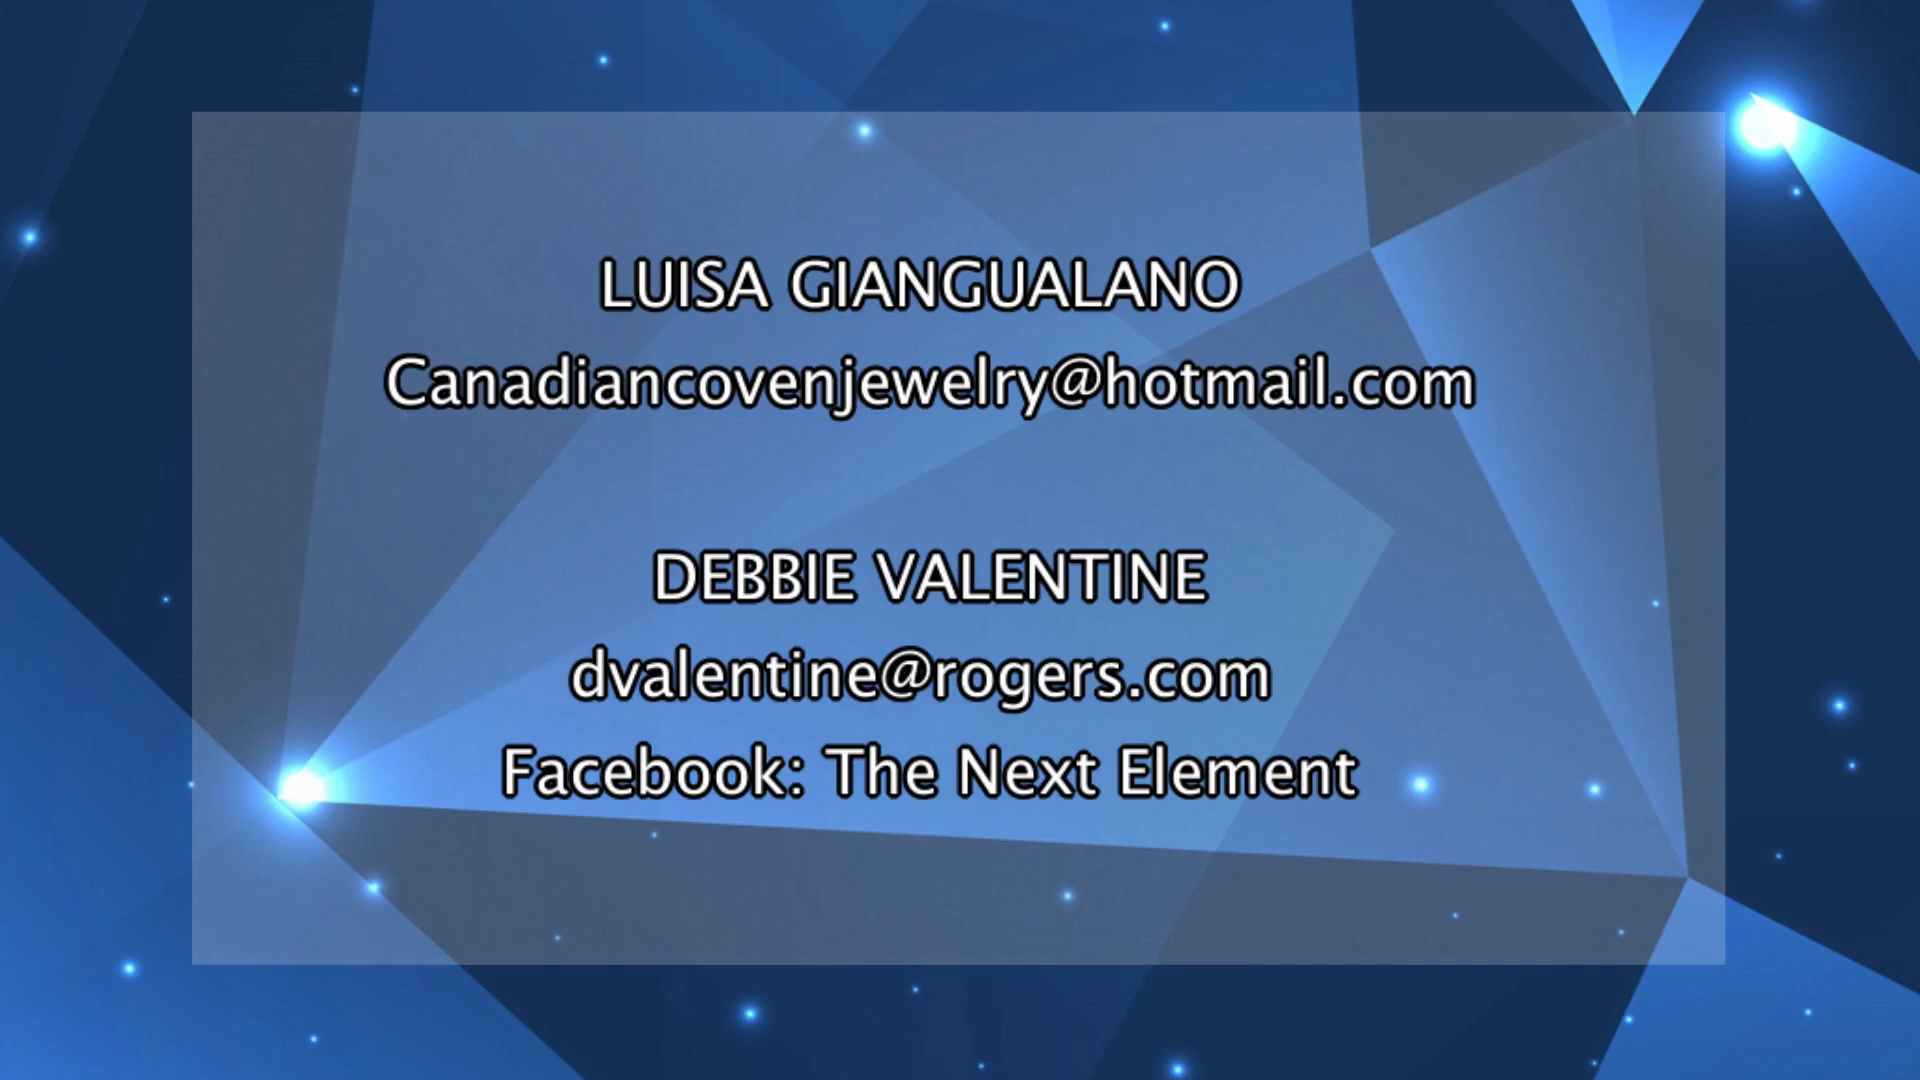 LUISA GIANGUALANO
Canadiancovenjewelry@hotmail.com
DEBBIE VALENTINE
dvalentine@rogers.com
Facebook: The Next Element